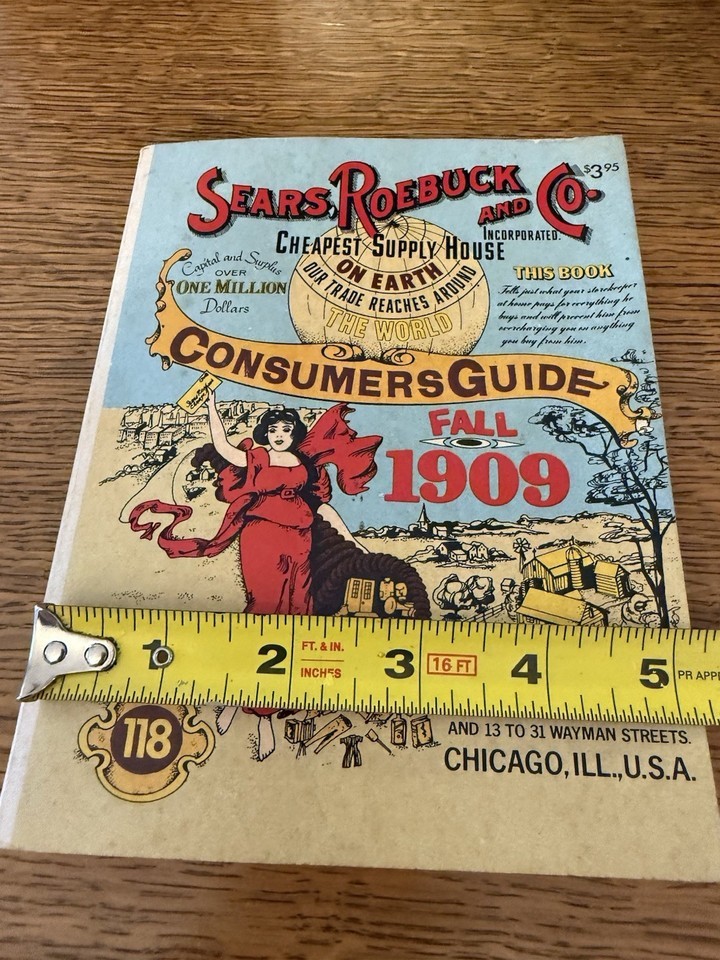 $3.95
SEARS, ROEBUCK AND CO.
INCORPORATED.
CHEAPEST SUPPLY HOUSE
ON EARTH
OUR TRADE REACHES AROUND
THE WORLD
Capital and Surplus
OVER
ONE MILLION
Dollars
THIS BOOK
Tells just what your storekeeper
at home pays for everything he
buys and will prevent him from
overcharging you on anything
you buy from him.
CONSUMERS GUIDE
FALL
1909
1 2 FT. & IN. INCHES 3 16 FT 4 5 PR APP
118
AND 13 TO 31 WAYMAN STREETS.
CHICAGO, ILL., U.S.A.